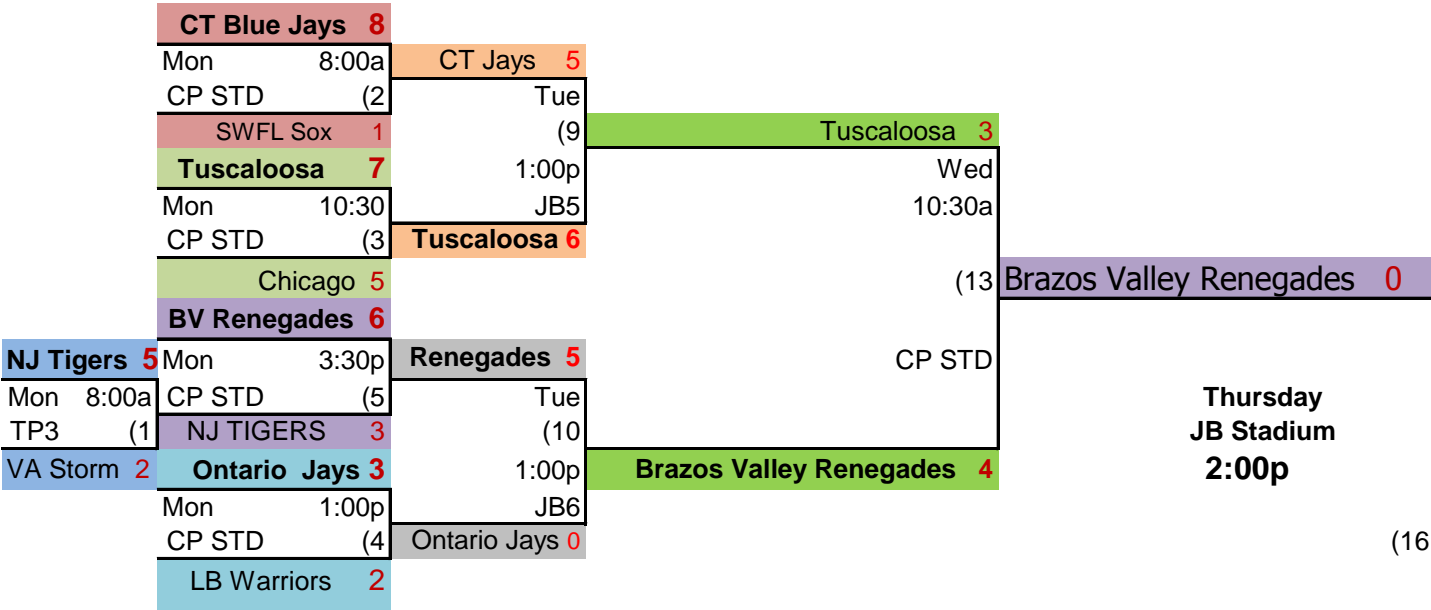 CT Blue Jays 8
Mon 8:00a CT Jays 5
CP STD (2 Tue
SWFL Sox 1 (9 Tuscaloosa 3
Tuscaloosa 7 1:00p Wed
Mon 10:30 JB5 10:30a
CP STD (3 Tuscaloosa 6
Chicago 5 (13 Brazos Valley Renegades 0
BV Renegades 6
NJ Tigers 5 Mon 3:30p Renegades 5 CP STD
Mon 8:00a CP STD (5 Tue Thursday
TP3 (1 NJ TIGERS 3 (10 JB Stadium
VA Storm 2 Ontario Jays 3 1:00p Brazos Valley Renegades 4 2:00p
Mon 1:00p JB6
CP STD (4 Ontario Jays 0 (16
LB Warriors 2